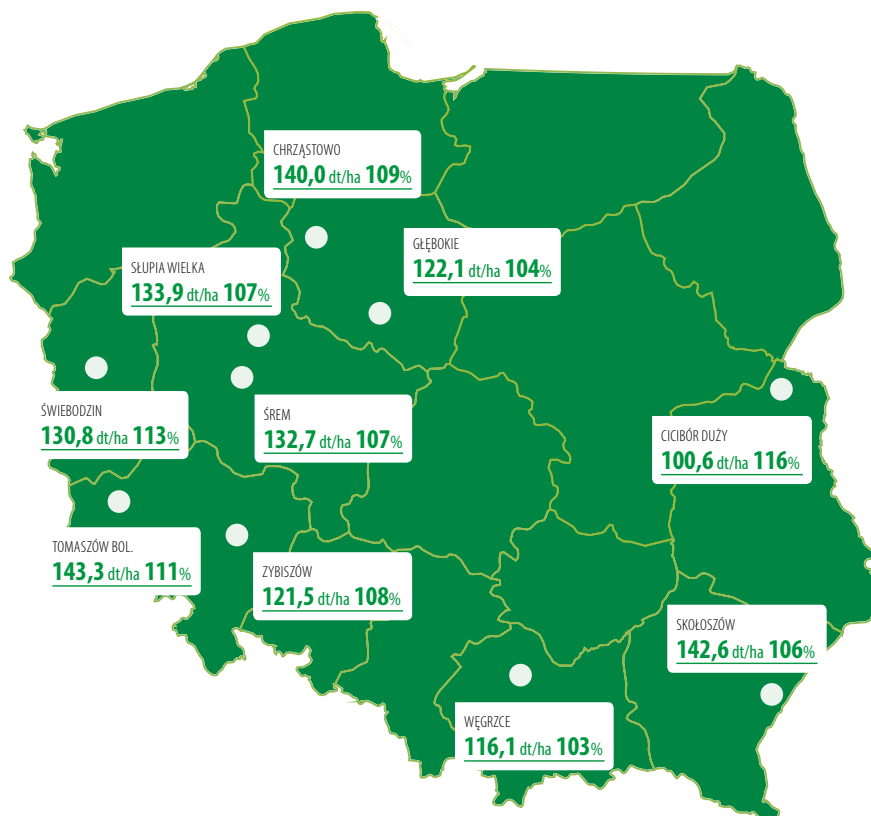 CHRZĄSTOWO
140,0 dt/ha 109%
GŁĘBOKIE
122,1 dt/ha 104%
SŁUPIA WIELKA
133,9 dt/ha 107%
ŚWIEBODZIN
130,8 dt/ha 113%
ŚREM
132,7 dt/ha 107%
CICIBÓR DUŻY
100,6 dt/ha 116%
TOMASZÓW BOL.
143,3 dt/ha 111%
ZYBISZÓW
121,5 dt/ha 108%
SKOŁOSZÓW
142,6 dt/ha 106%
WĘGRZCE
116,1 dt/ha 103%